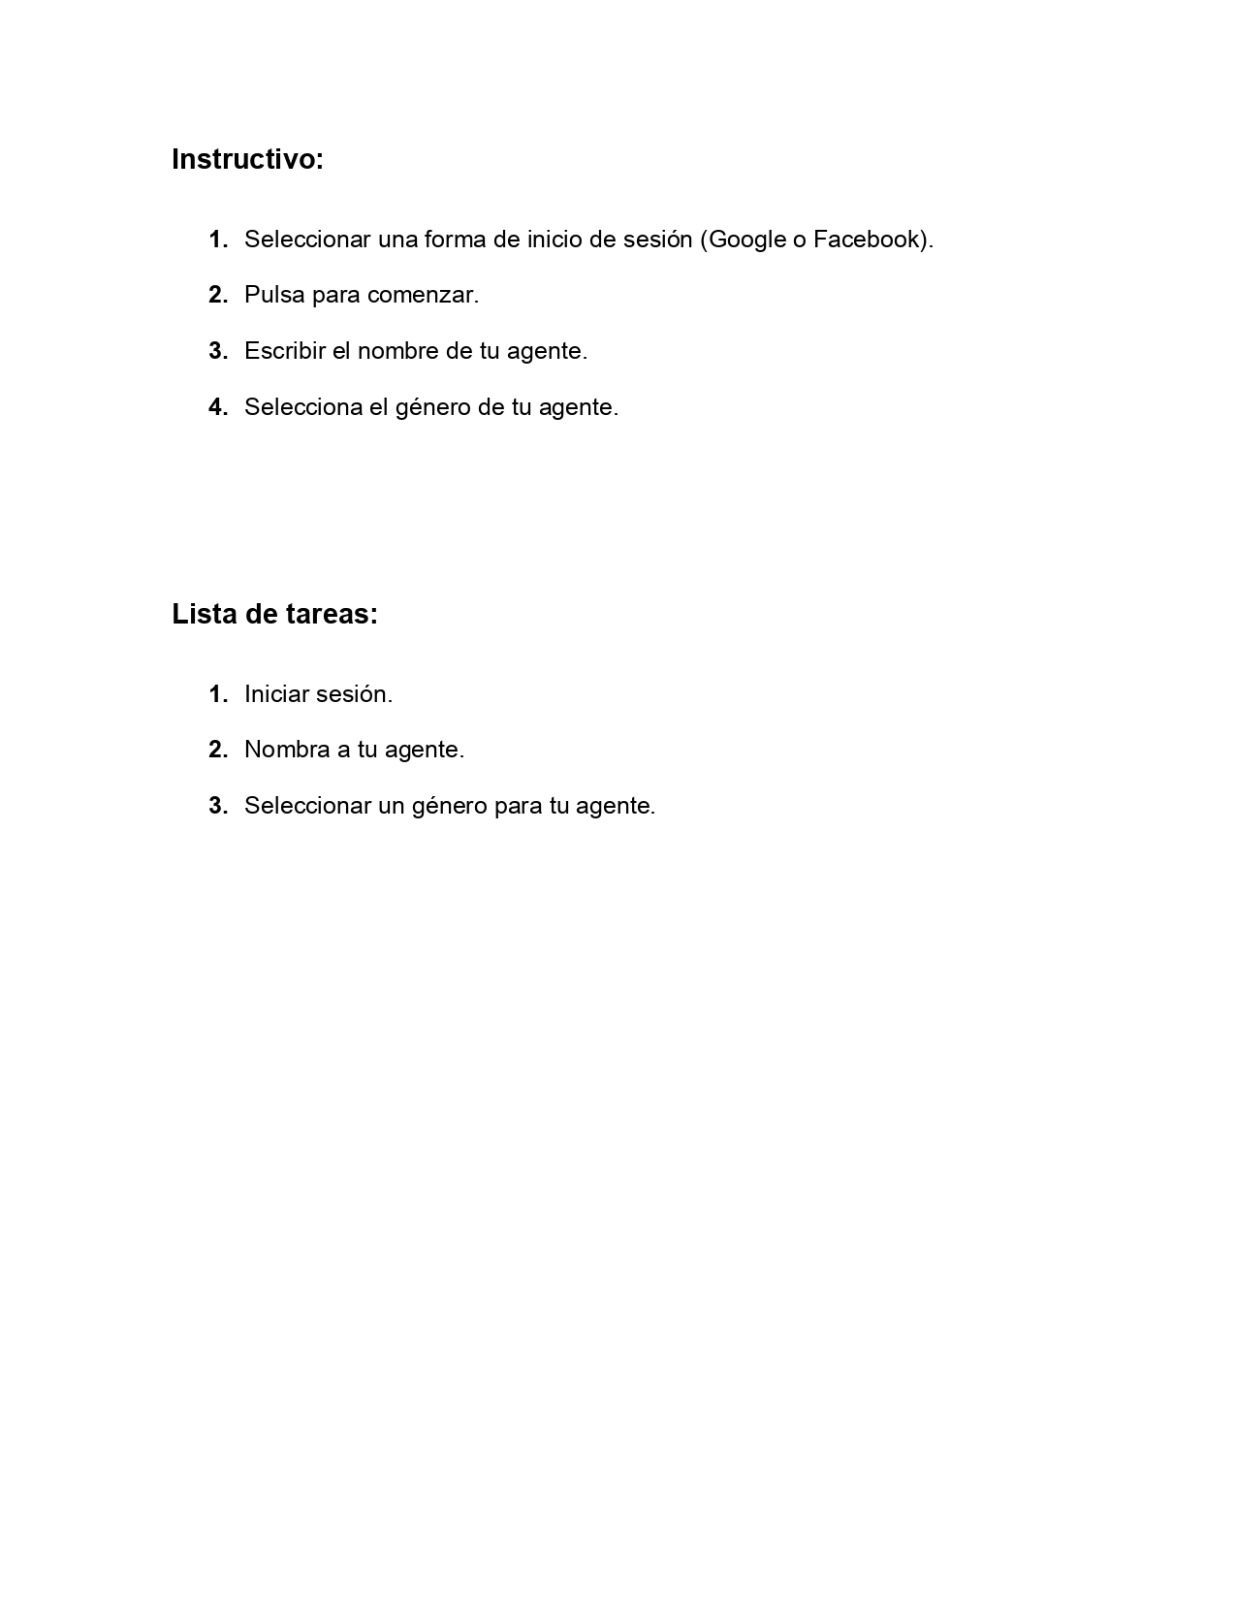 Instructivo:
1. Seleccionar una forma de inicio de sesión (Google o Facebook).
2. Pulsa para comenzar.
3. Escribir el nombre de tu agente.
4. Selecciona el género de tu agente.
Lista de tareas:
1. Iniciar sesión.
2. Nombra a tu agente.
3. Seleccionar un género para tu agente.